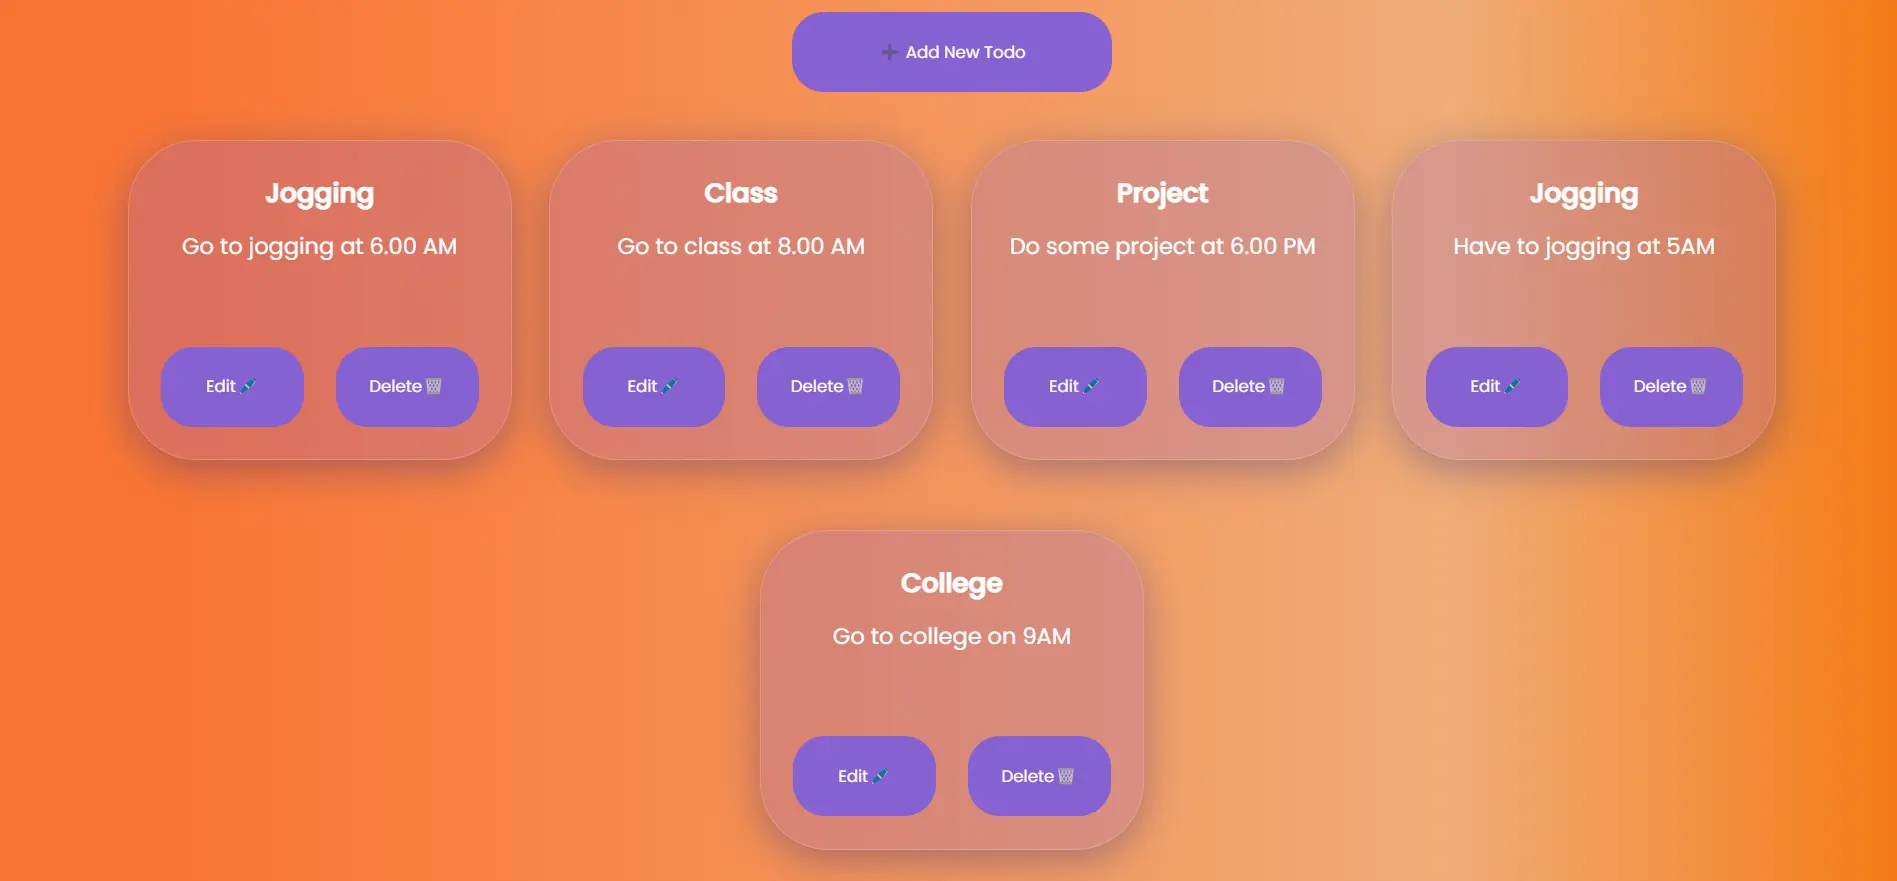 ➕ Add New Todo
Jogging
Go to jogging at 6.00 AM
Edit🖊️ Delete🗑️
Class
Go to class at 8.00 AM
Edit🖊️ Delete🗑️
Project
Do some project at 6.00 PM
Edit🖊️ Delete🗑️
Jogging
Have to jogging at 5AM
Edit🖊️ Delete🗑️
College
Go to college on 9AM
Edit🖊️ Delete🗑️